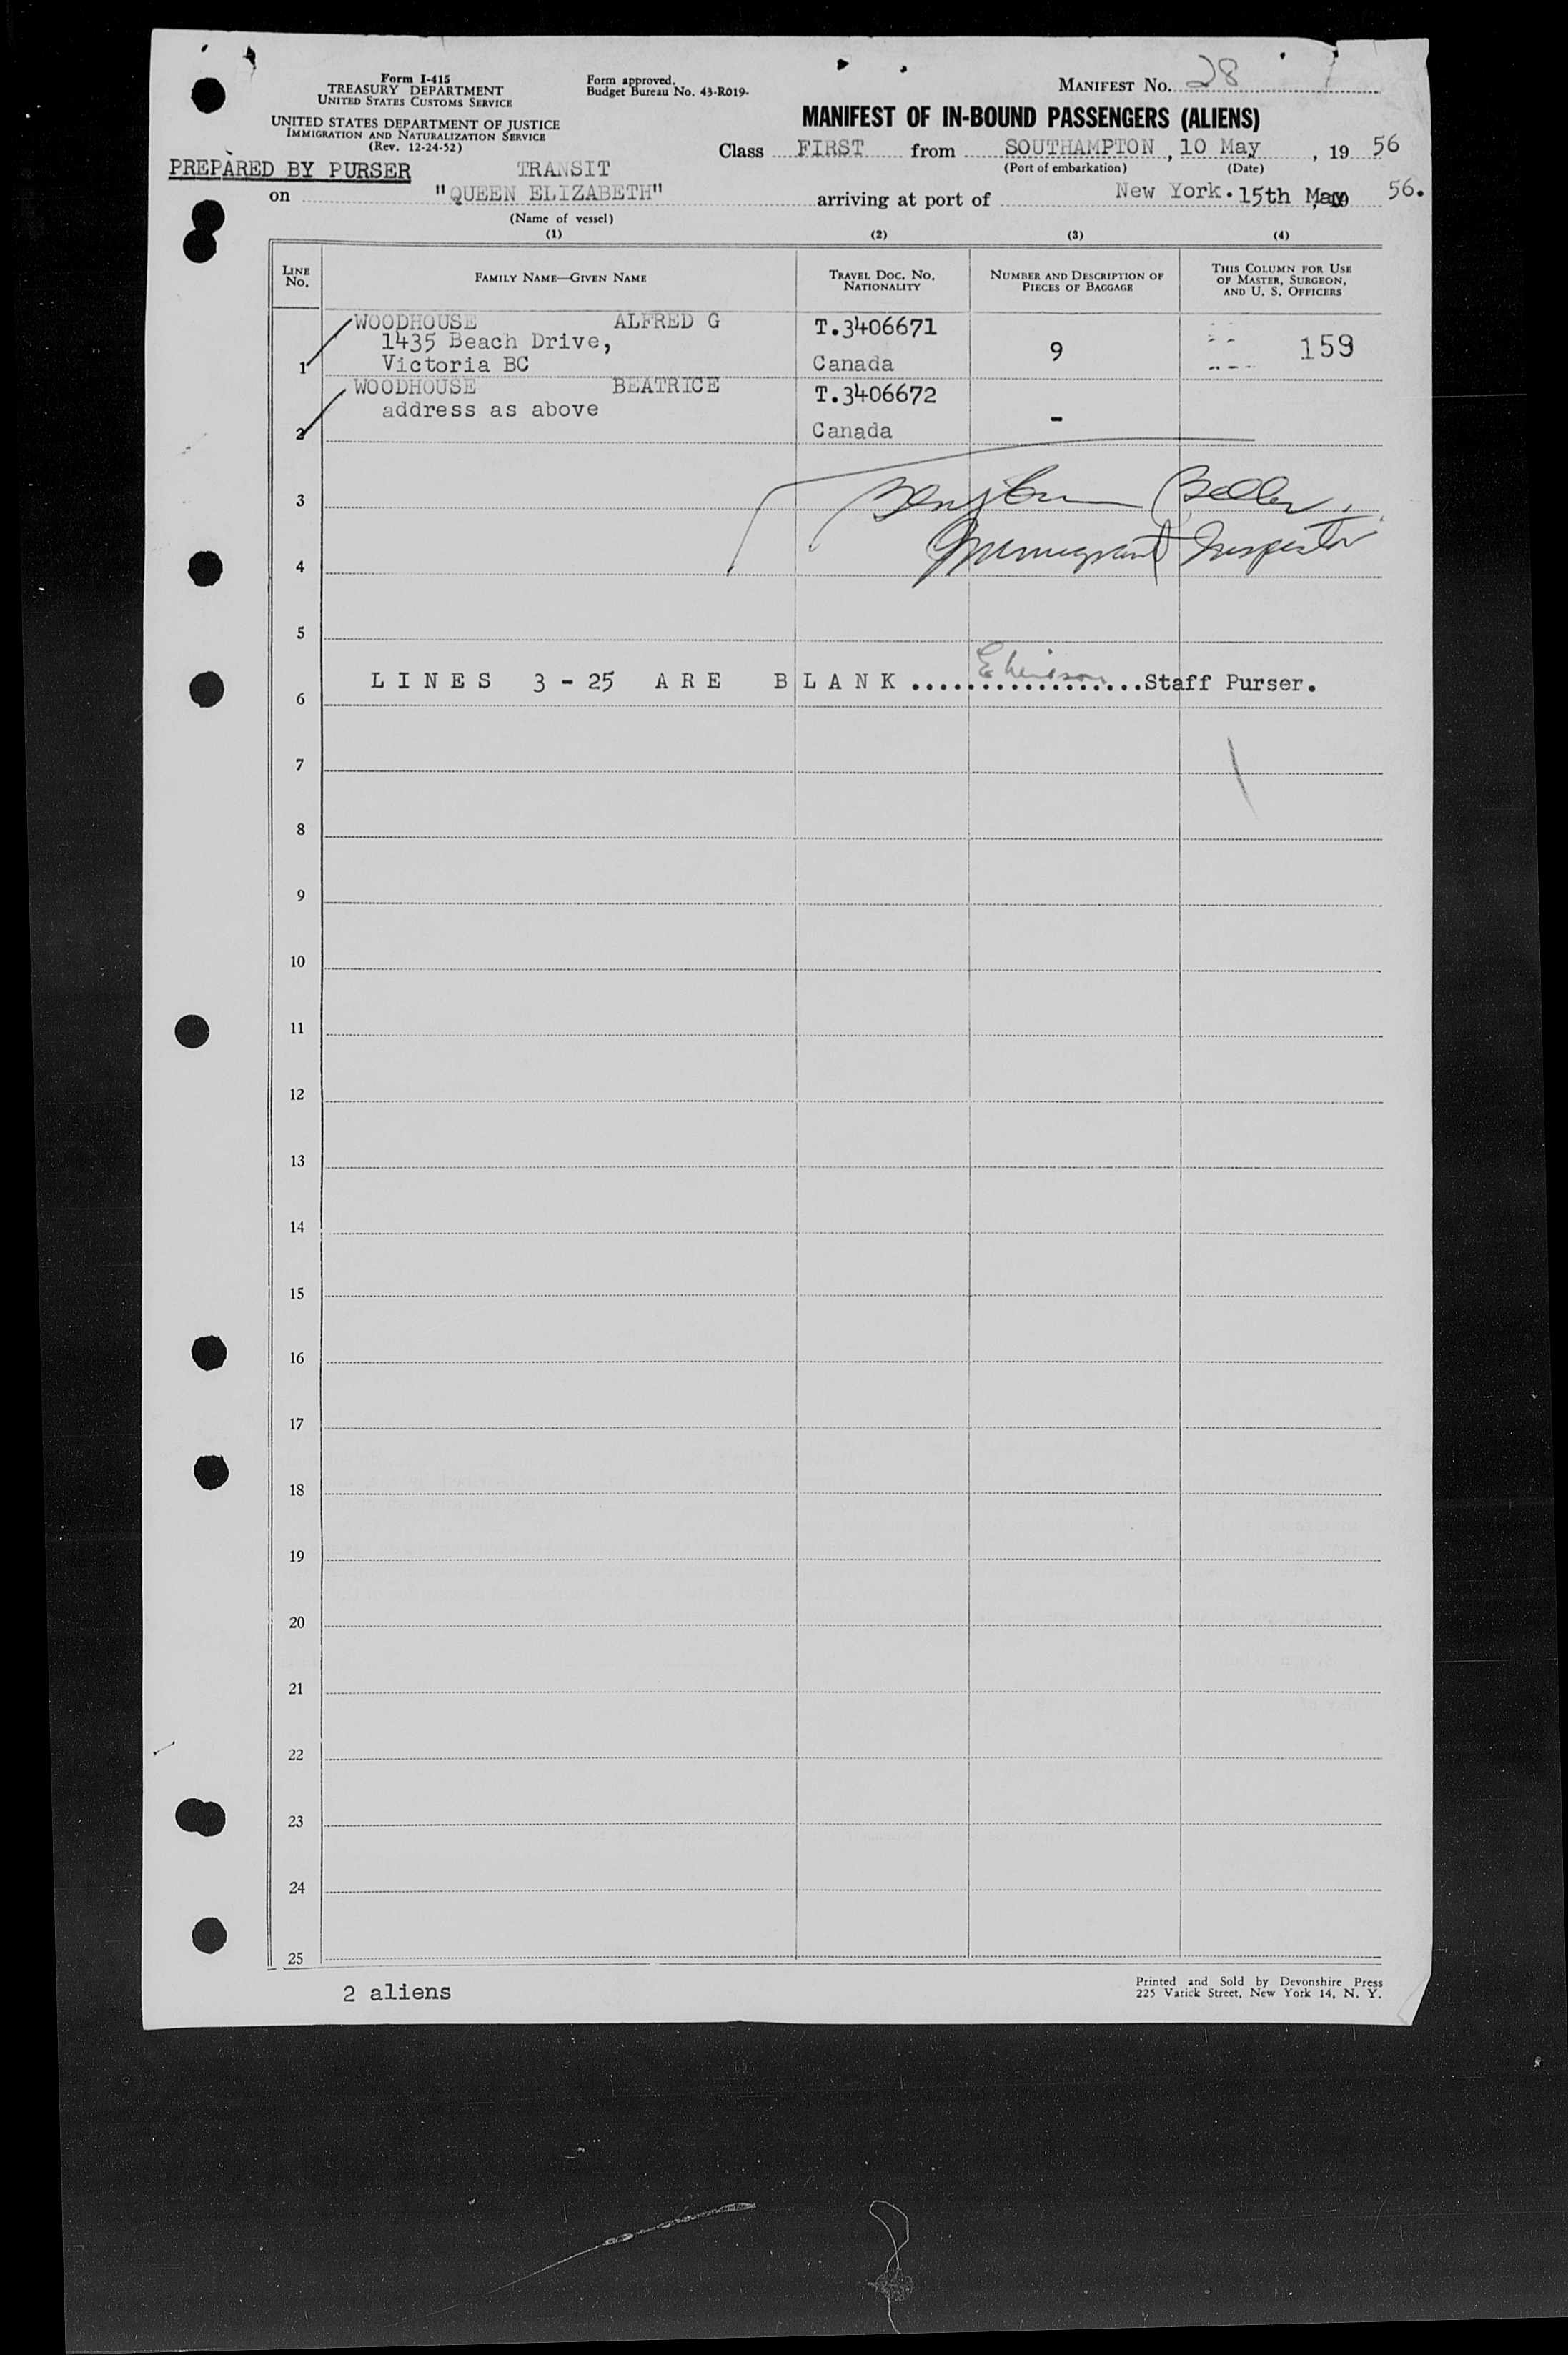 Form I-415
TREASURY DEPARTMENT
UNITED STATES CUSTOMS SERVICE
UNITED STATES DEPARTMENT OF JUSTICE
IMMIGRATION AND NATURALIZATION SERVICE
(Rev. 12-24-52)
Form approved.
Budget Bureau No. 43-R019-
MANIFEST NO. 28
MANIFEST OF IN-BOUND PASSENGERS (ALIENS)
Class FIRST from SOUTHAMPTON, 10 May, 19 56
(Port of embarkation) (Date)
PREPARED BY PURSER TRANSIT
on "QUEEN ELIZABETH" arriving at port of New York. 15th May 56.
(Name of vessel)
(1) (2) (3) (4)
LINE NO.
FAMILY NAME—GIVEN NAME
TRAVEL DOC. NO.
NATIONALITY
NUMBER AND DESCRIPTION OF
PIECES OF BAGGAGE
THIS COLUMN FOR USE
OF MASTER, SURGEON,
AND U. S. OFFICERS
WOODHOUSE ALFRED G T.3406671
1435 Beach Drive, 9 159
1 Victoria BC Canada
WOODHOUSE BEATRICE T.3406672
address as above -
2 Canada
3
Immigrant Inspector
4
5
LINES 3 - 25 ARE BLANK..................Staff Purser.
6
7
8
9
10
11
12
13
14
15
16
17
18
19
20
21
22
23
24
25
2 aliens
Printed and Sold by Devonshire Press
225 Varick Street, New York 14, N. Y.